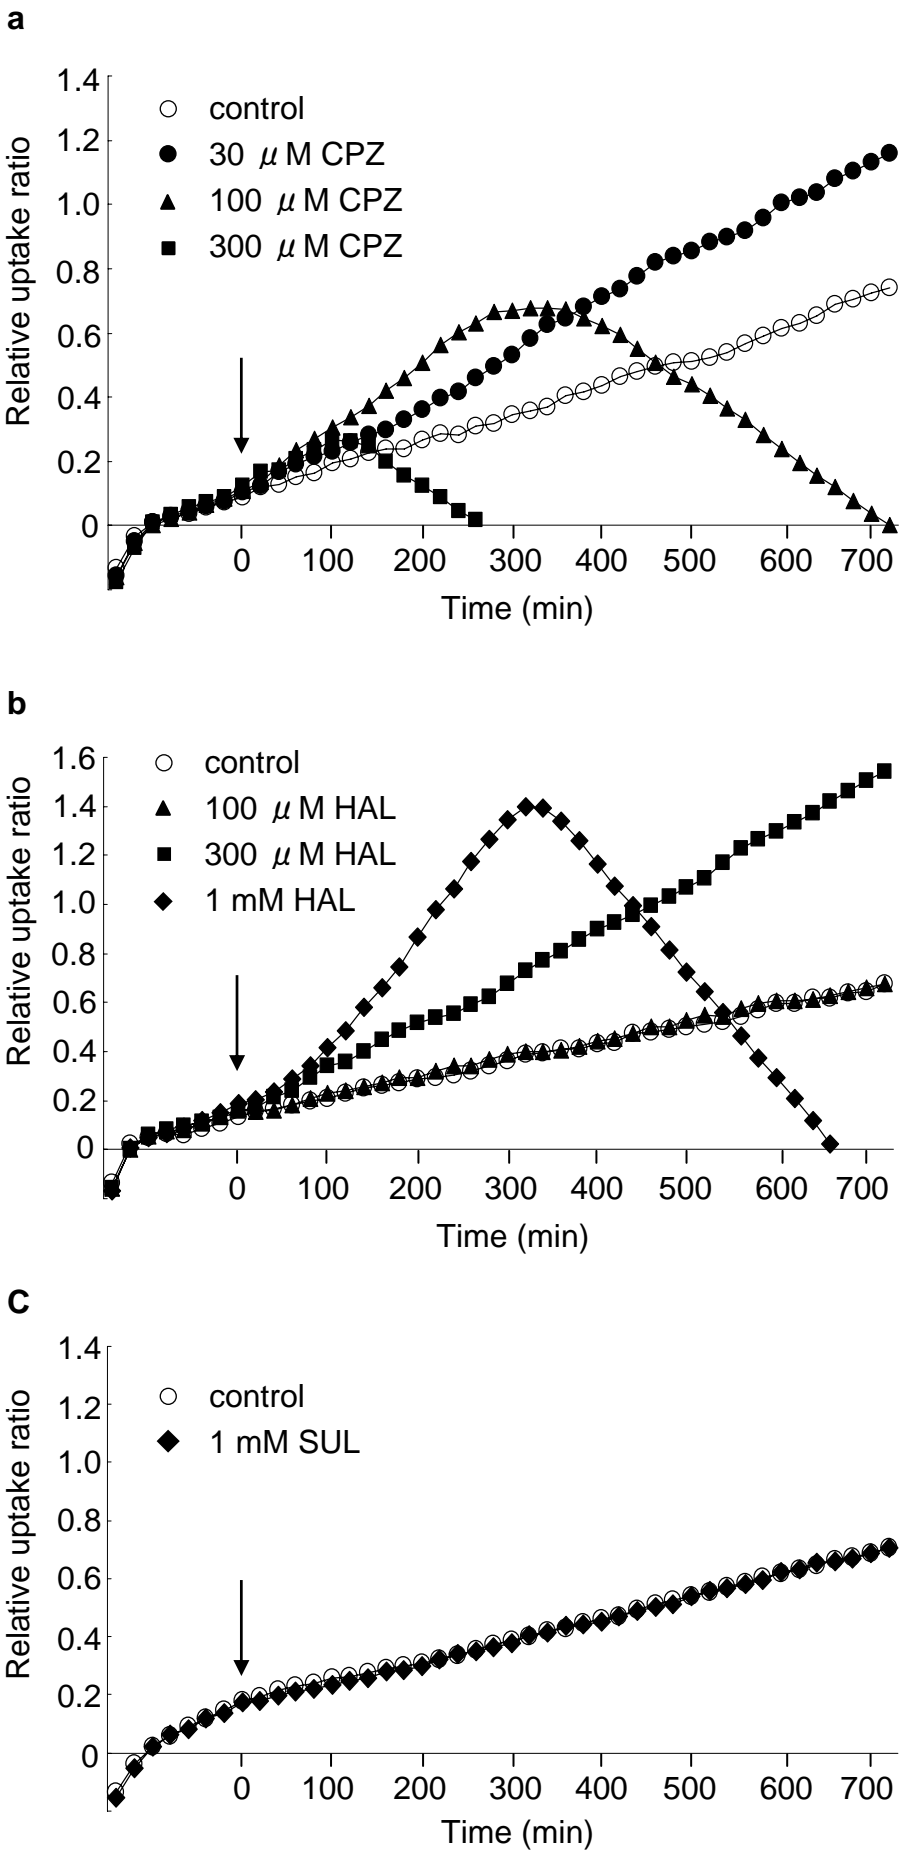 a
1.4
1.2
1.0
0.8
0.6
0.4
0.2
0
Relative uptake ratio
control
30 μM CPZ
100 μM CPZ
300 μM CPZ
0 100 200 300 400 500 600 700
Time (min)
b
1.6
1.4
1.2
1.0
0.8
0.6
0.4
0.2
0
Relative uptake ratio
control
100 μM HAL
300 μM HAL
1 mM HAL
0 100 200 300 400 500 600 700
Time (min)
C
1.4
1.2
1.0
0.8
0.6
0.4
0.2
0
Relative uptake ratio
control
1 mM SUL
0 100 200 300 400 500 600 700
Time (min)